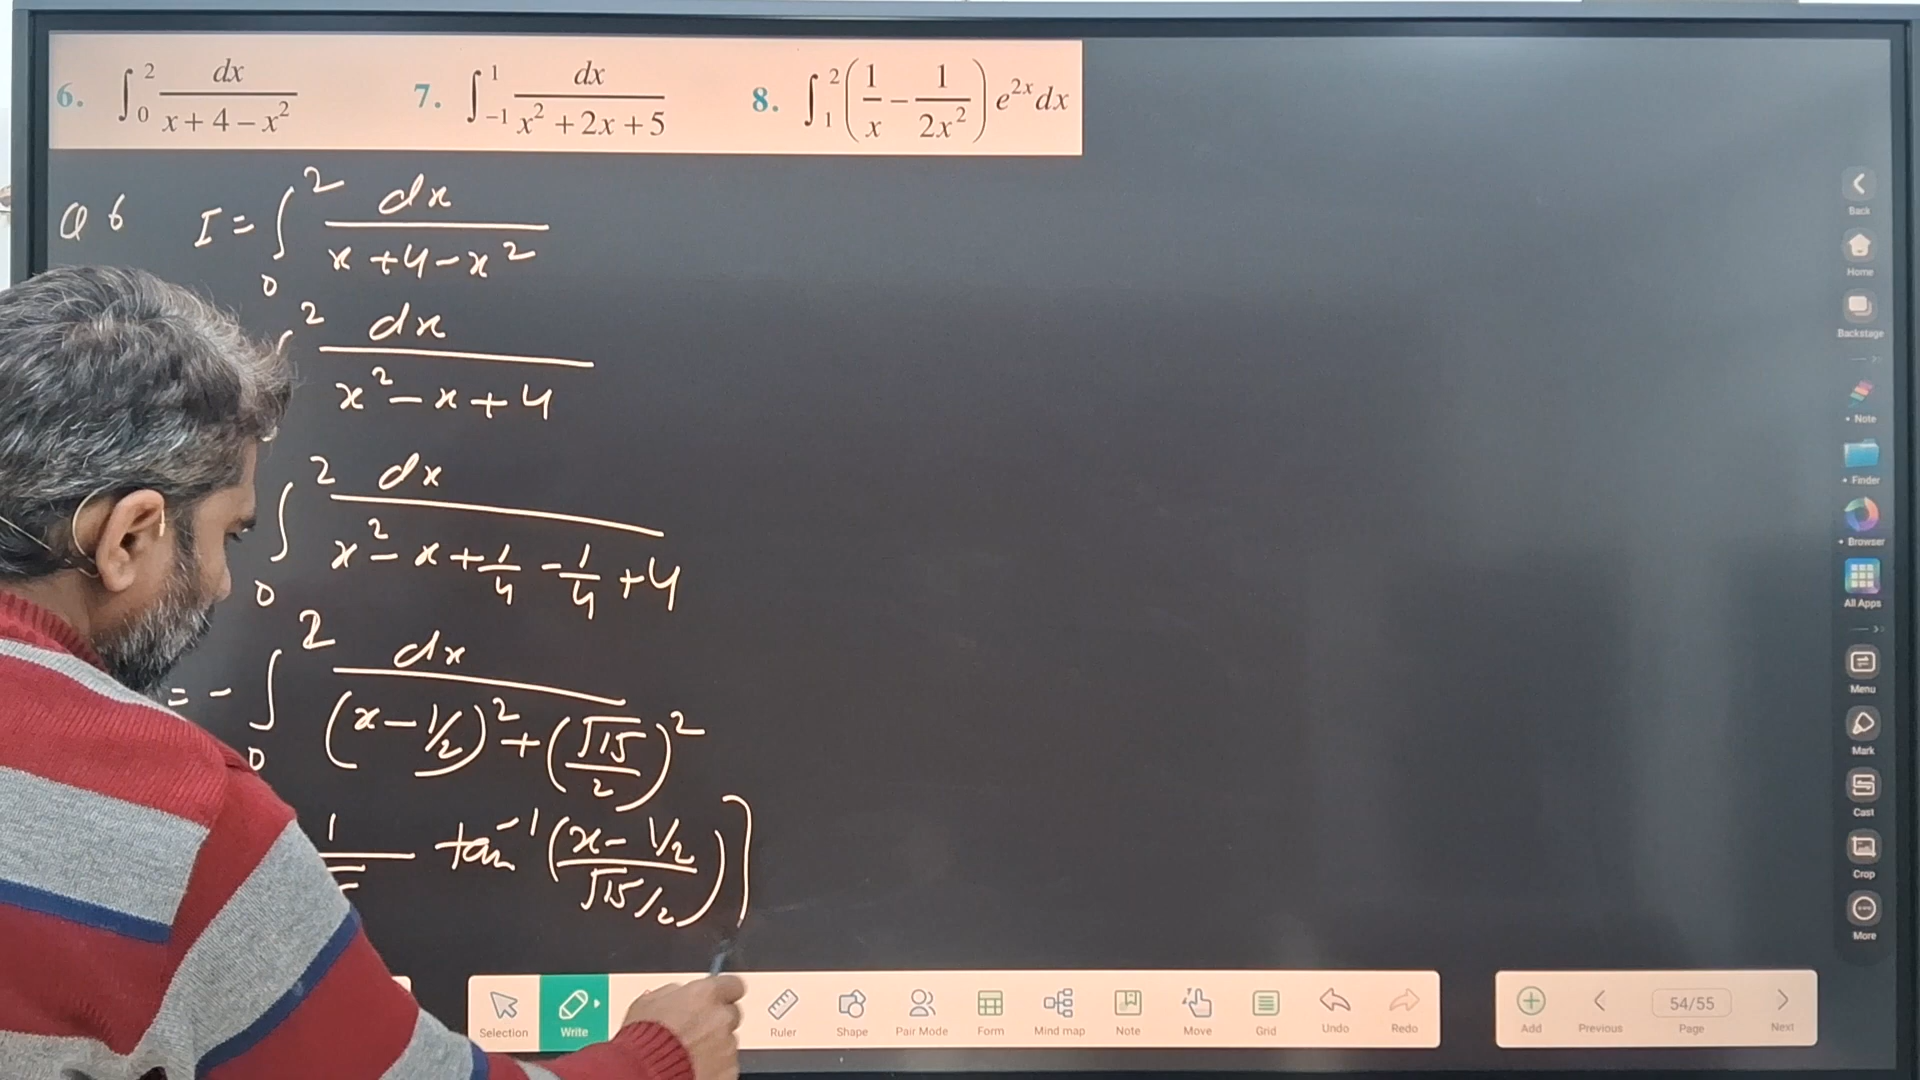 6. ∫₀² dx/(x + 4 – x²) 7. ∫₋₁¹ dx/(x² + 2x + 5) 8. ∫₁² (1/x – 1/(2x²)) e²ˣ dx
Q 6 I = ∫₀² dx/(x + 4 – x²)
∫² dx/(x² – x + 4)
∫₀² dx/(x² – x + 1/4 – 1/4 + 4)
= – ∫₀² dx/((x – 1/2)² + (√15/2)²)
1/ tan⁻¹((x – 1/2)/(√15/2))]
Back
Home
Backstage
Note
Finder
Browser
All Apps
Menu
Mark
Cast
Crop
More
Selection Write Ruler Shape Pair Mode Form Mind map Note Move Grid Undo Redo
Add Previous 54/55 Page Next